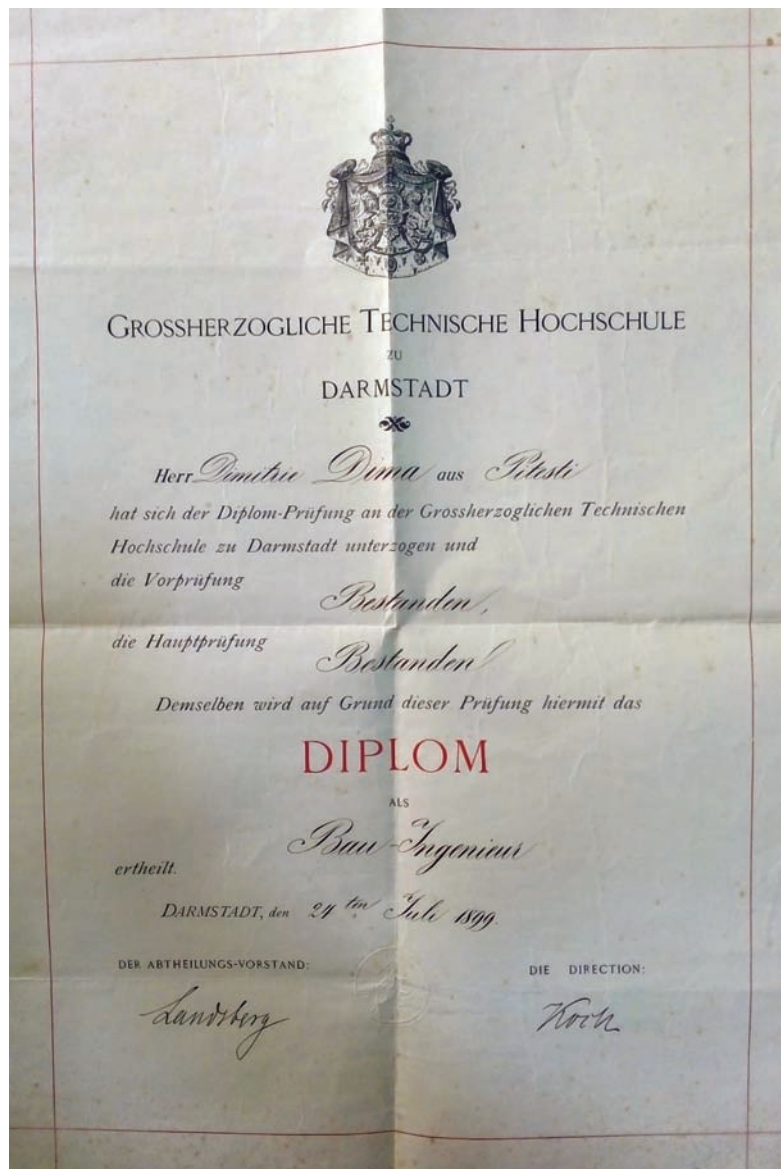 GROSSHERZOGLICHE TECHNISCHE HOCHSCHULE
ZU
DARMSTADT
Herr Dimitrie Dima aus Pitesti
hat sich der Diplom-Prüfung an der Grossherzoglichen Technischen
Hochschule zu Darmstadt unterzogen und
die Vorprüfung
Bestanden,
die Hauptprüfung
Bestanden
Demselben wird auf Grund dieser Prüfung hiermit das
DIPLOM
ALS
Bau-Ingenieur
ertheilt.
DARMSTADT, den 24ten Juli 1899.
DER ABTHEILUNGS-VORSTAND: DIE DIRECTION:
Landsberg Koch